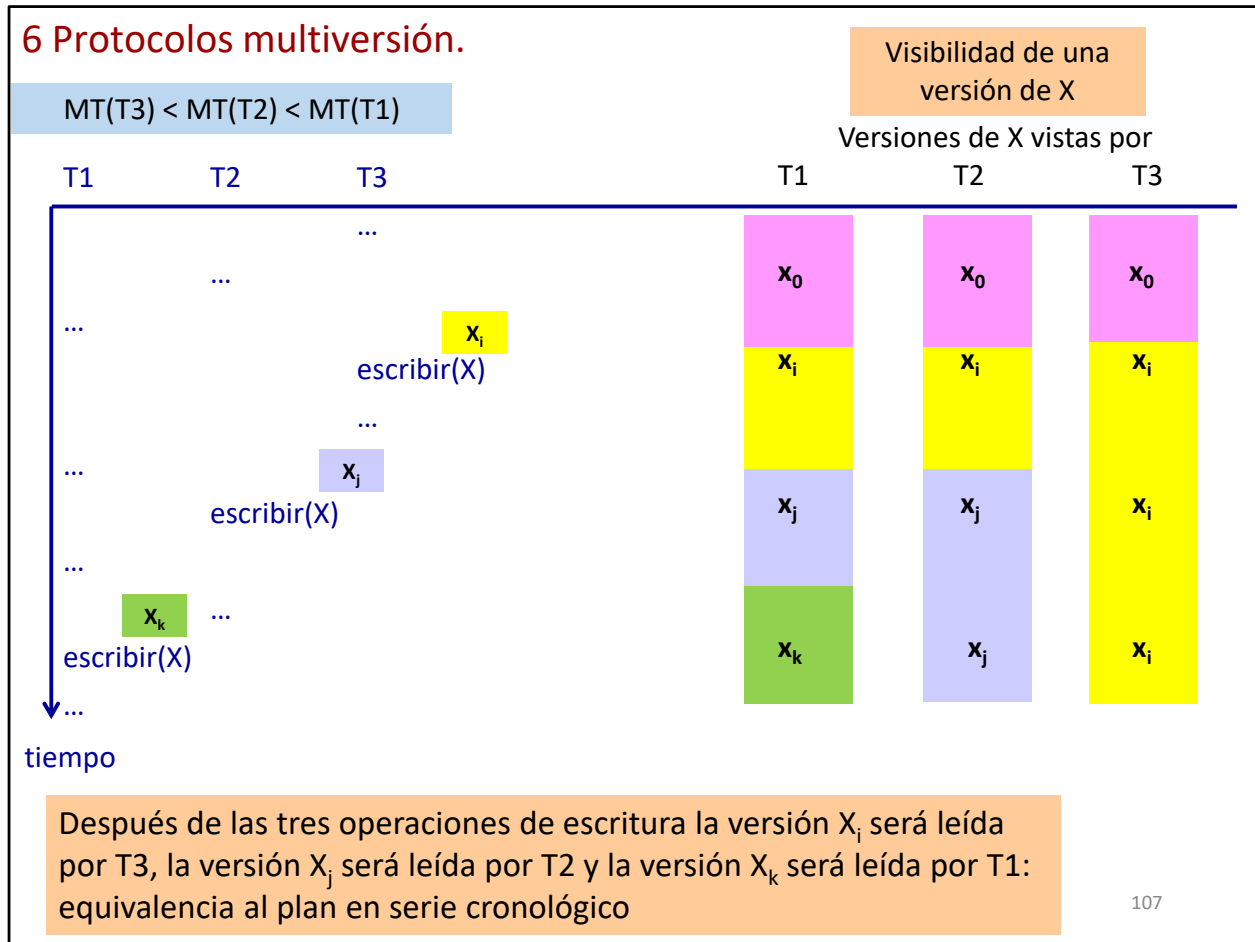 6 Protocolos multiversión.
Visibilidad de una
versión de X
MT(T3) < MT(T2) < MT(T1)
Versiones de X vistas por
T1 T2 T3 T1 T2 T3
...
... x0 x0 x0
...
Xi
escribir(X) xi xi xi
...
... Xj
escribir(X) xj xj xi
...
Xk ...
escribir(X) xk xj xi
...
tiempo
Después de las tres operaciones de escritura la versión Xi será leída
por T3, la versión Xj será leída por T2 y la versión Xk será leída por T1:
equivalencia al plan en serie cronológico
107